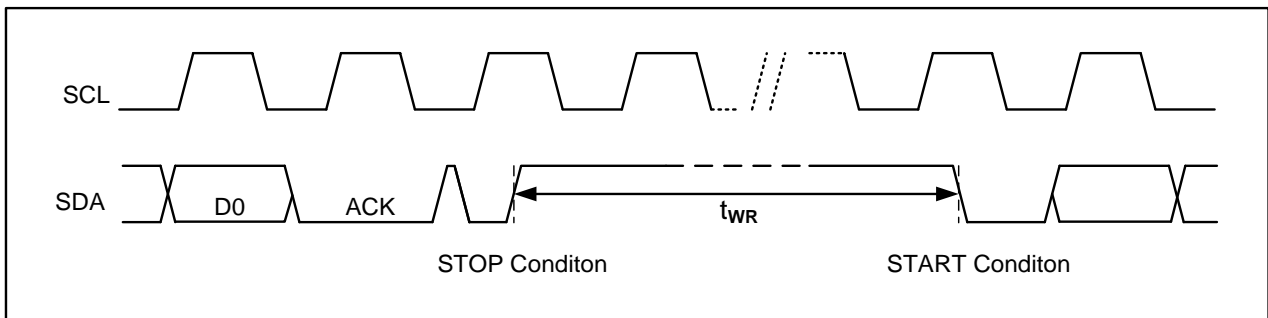 SCL
SDA
D0
ACK
tWR
STOP Conditon
START Conditon